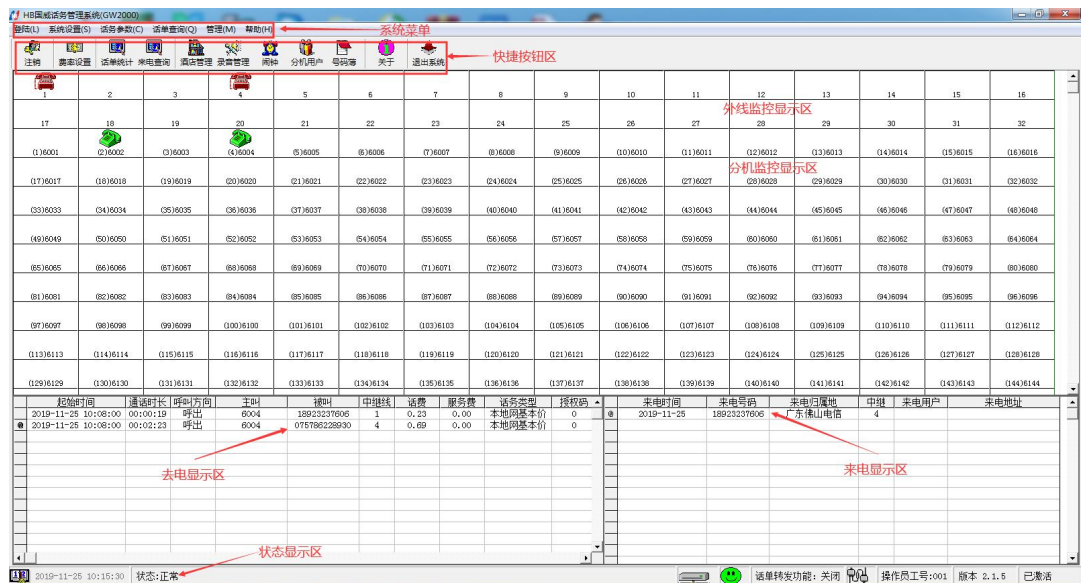 HB国威话务管理系统(GW2000)
登陆(L) 系统设置(S) 话务参数(C) 话单查询(Q) 管理(M) 帮助(H) 系统菜单
注销 费率设置 话单统计 来电查询 酒店管理 录音管理 闹钟 分机用户 号码簿 关于 退出系统 快捷按钮区
1 2 3 4 5 6 7 8 9 10 11 12 13 14 15 16
外线监控显示区
17 18 19 20 21 22 23 24 25 26 27 28 29 30 31 32
(1)6001 (2)6002 (3)6003 (4)6004 (5)6005 (6)6006 (7)6007 (8)6008 (9)6009 (10)6010 (11)6011 (12)6012 (13)6013 (14)6014 (15)6015 (16)6016
分机监控显示区
(17)6017 (18)6018 (19)6019 (20)6020 (21)6021 (22)6022 (23)6023 (24)6024 (25)6025 (26)6026 (27)6027 (28)6028 (29)6029 (30)6030 (31)6031 (32)6032
(33)6033 (34)6034 (35)6035 (36)6036 (37)6037 (38)6038 (39)6039 (40)6040 (41)6041 (42)6042 (43)6043 (44)6044 (45)6045 (46)6046 (47)6047 (48)6048
(49)6049 (50)6050 (51)6051 (52)6052 (53)6053 (54)6054 (55)6055 (56)6056 (57)6057 (58)6058 (59)6059 (60)6060 (61)6061 (62)6062 (63)6063 (64)6064
(65)6065 (66)6066 (67)6067 (68)6068 (69)6069 (70)6070 (71)6071 (72)6072 (73)6073 (74)6074 (75)6075 (76)6076 (77)6077 (78)6078 (79)6079 (80)6080
(81)6081 (82)6082 (83)6083 (84)6084 (85)6085 (86)6086 (87)6087 (88)6088 (89)6089 (90)6090 (91)6091 (92)6092 (93)6093 (94)6094 (95)6095 (96)6096
(97)6097 (98)6098 (99)6099 (100)6100 (101)6101 (102)6102 (103)6103 (104)6104 (105)6105 (106)6106 (107)6107 (108)6108 (109)6109 (110)6110 (111)6111 (112)6112
(113)6113 (114)6114 (115)6115 (116)6116 (117)6117 (118)6118 (119)6119 (120)6120 (121)6121 (122)6122 (123)6123 (124)6124 (125)6125 (126)6126 (127)6127 (128)6128
(129)6129 (130)6130 (131)6131 (132)6132 (133)6133 (134)6134 (135)6135 (136)6136 (137)6137 (138)6138 (139)6139 (140)6140 (141)6141 (142)6142 (143)6143 (144)6144
起始时间 通话时长 呼叫方向 主叫 被叫 中继线 话费 服务费 话务类型 授权码 来电时间 来电号码 来电归属地 中继 来电用户 来电地址
2019-11-25 10:08:00 00:00:19 呼出 6004 18923237606 1 0.23 0.00 本地网基本价 0 @ 2019-11-25 18923237606 广东佛山电信 4
@ 2019-11-25 10:08:00 00:02:23 呼出 6004 075786228930 4 0.69 0.00 本地网基本价 0
去电显示区 来电显示区
状态显示区
2019-11-25 10:15:30 状态:正常 话单转发功能: 关闭 操作员工号:001 版本 2.1.5 已激活